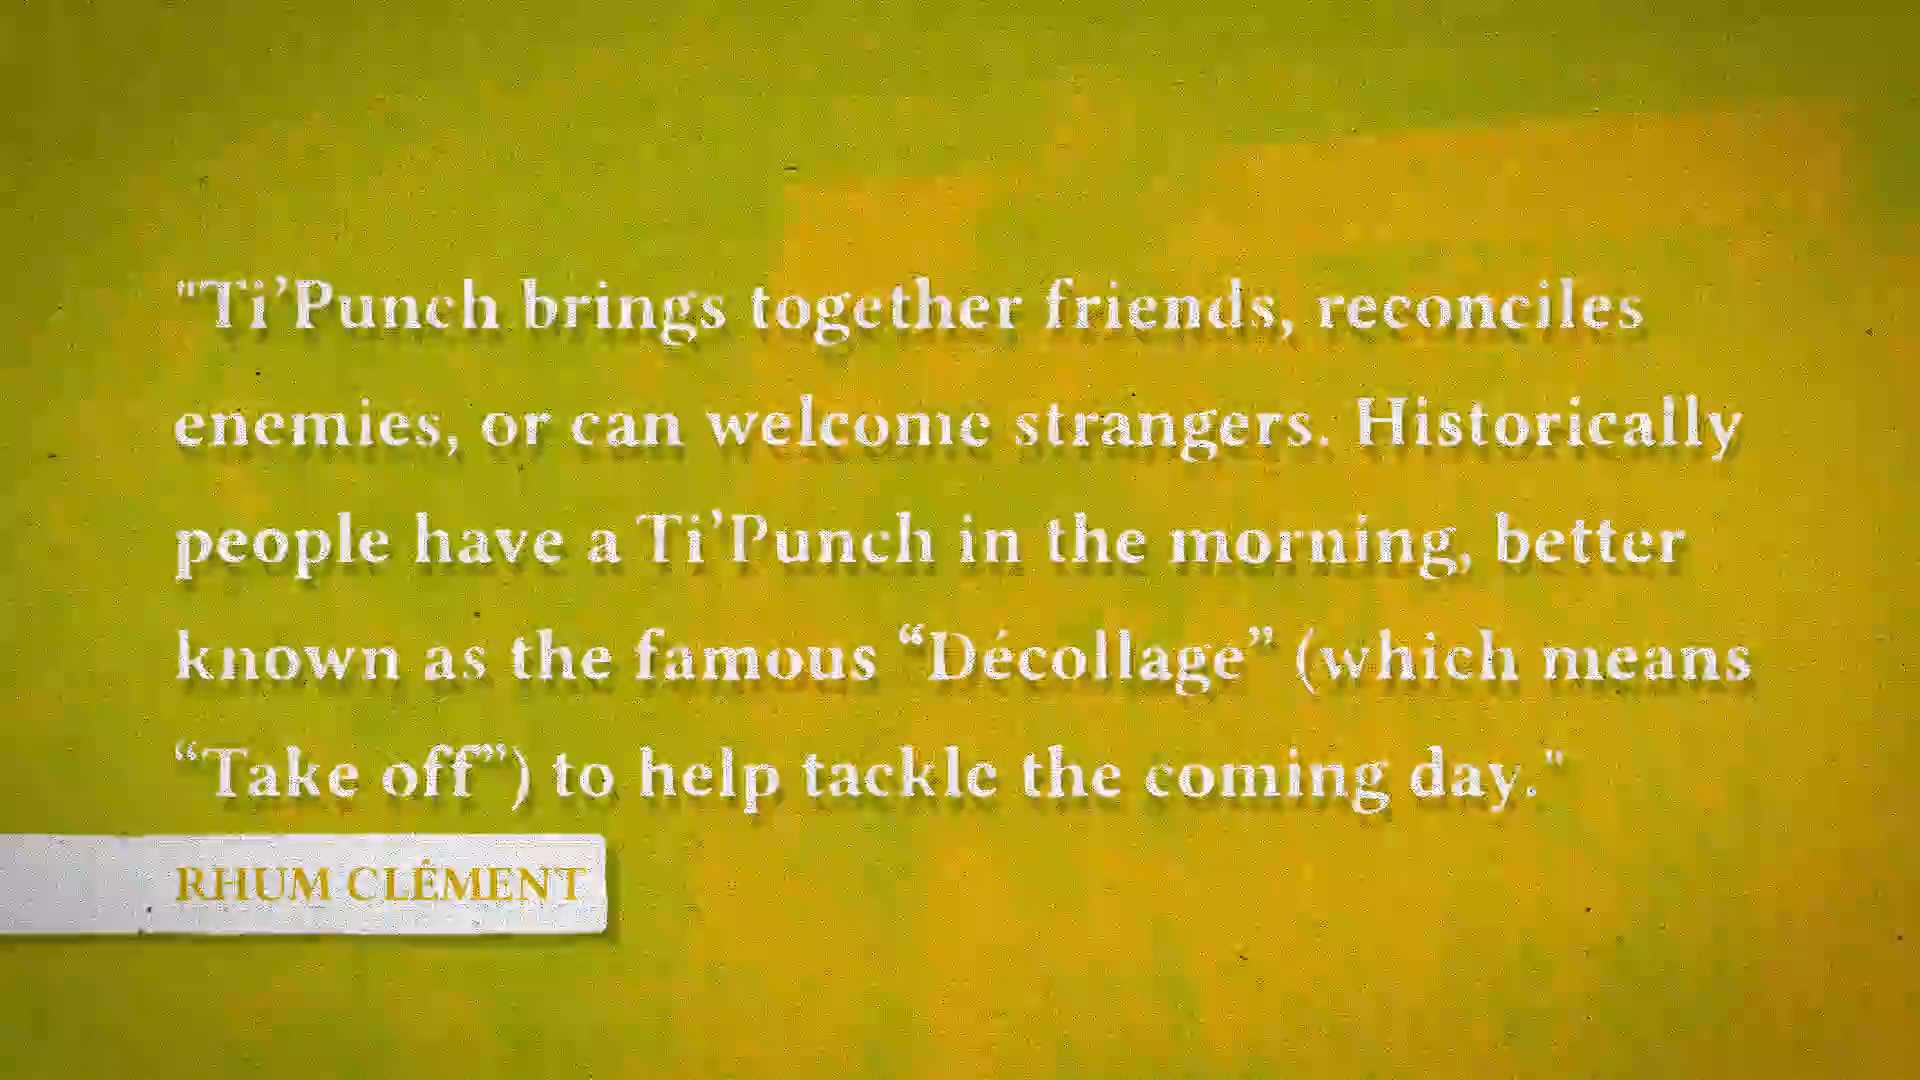 "Ti’Punch brings together friends, reconciles
enemies, or can welcome strangers. Historically
people have a Ti’Punch in the morning, better
known as the famous “Décollage” (which means
“Take off”) to help tackle the coming day."
RHUM CLÉMENT